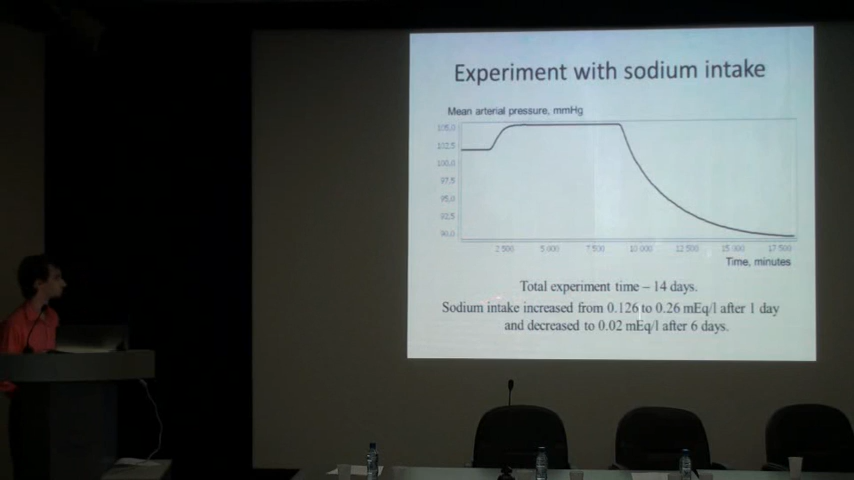 Experiment with sodium intake
Mean arterial pressure, mmHg
105,0
102,5
100,0
97,5
95,0
92,5
90,0
2 500 5 000 7 500 10 000 12 500 15 000 17 500
Time, minutes
Total experiment time – 14 days.
Sodium intake increased from 0.126 to 0.26 mEq/l after 1 day
and decreased to 0.02 mEq/l after 6 days.